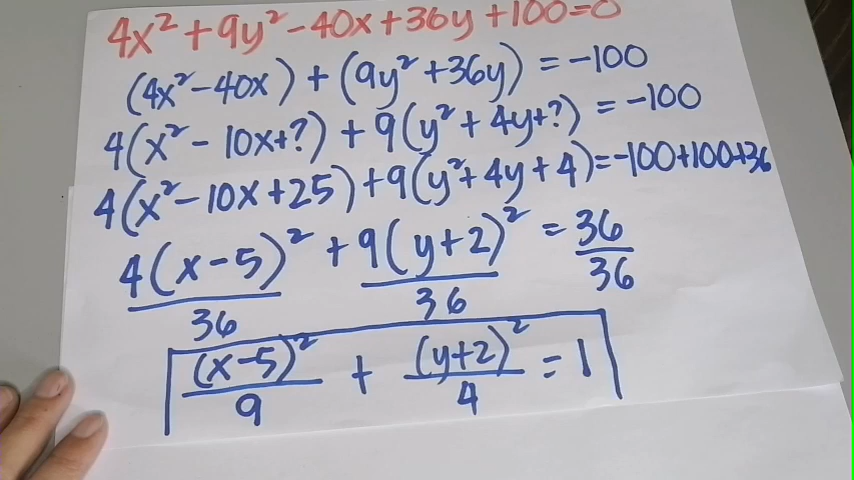 4x² + 9y² - 40x + 36y + 100 = 0
(4x² - 40x) + (9y² + 36y) = -100
4(x² - 10x + ?) + 9(y² + 4y + ?) = -100
4(x² - 10x + 25) + 9(y² + 4y + 4) = -100 + 100 + 36
4(x - 5)²/36 + 9(y + 2)²/36 = 36/36
(x - 5)²/9 + (y + 2)²/4 = 1